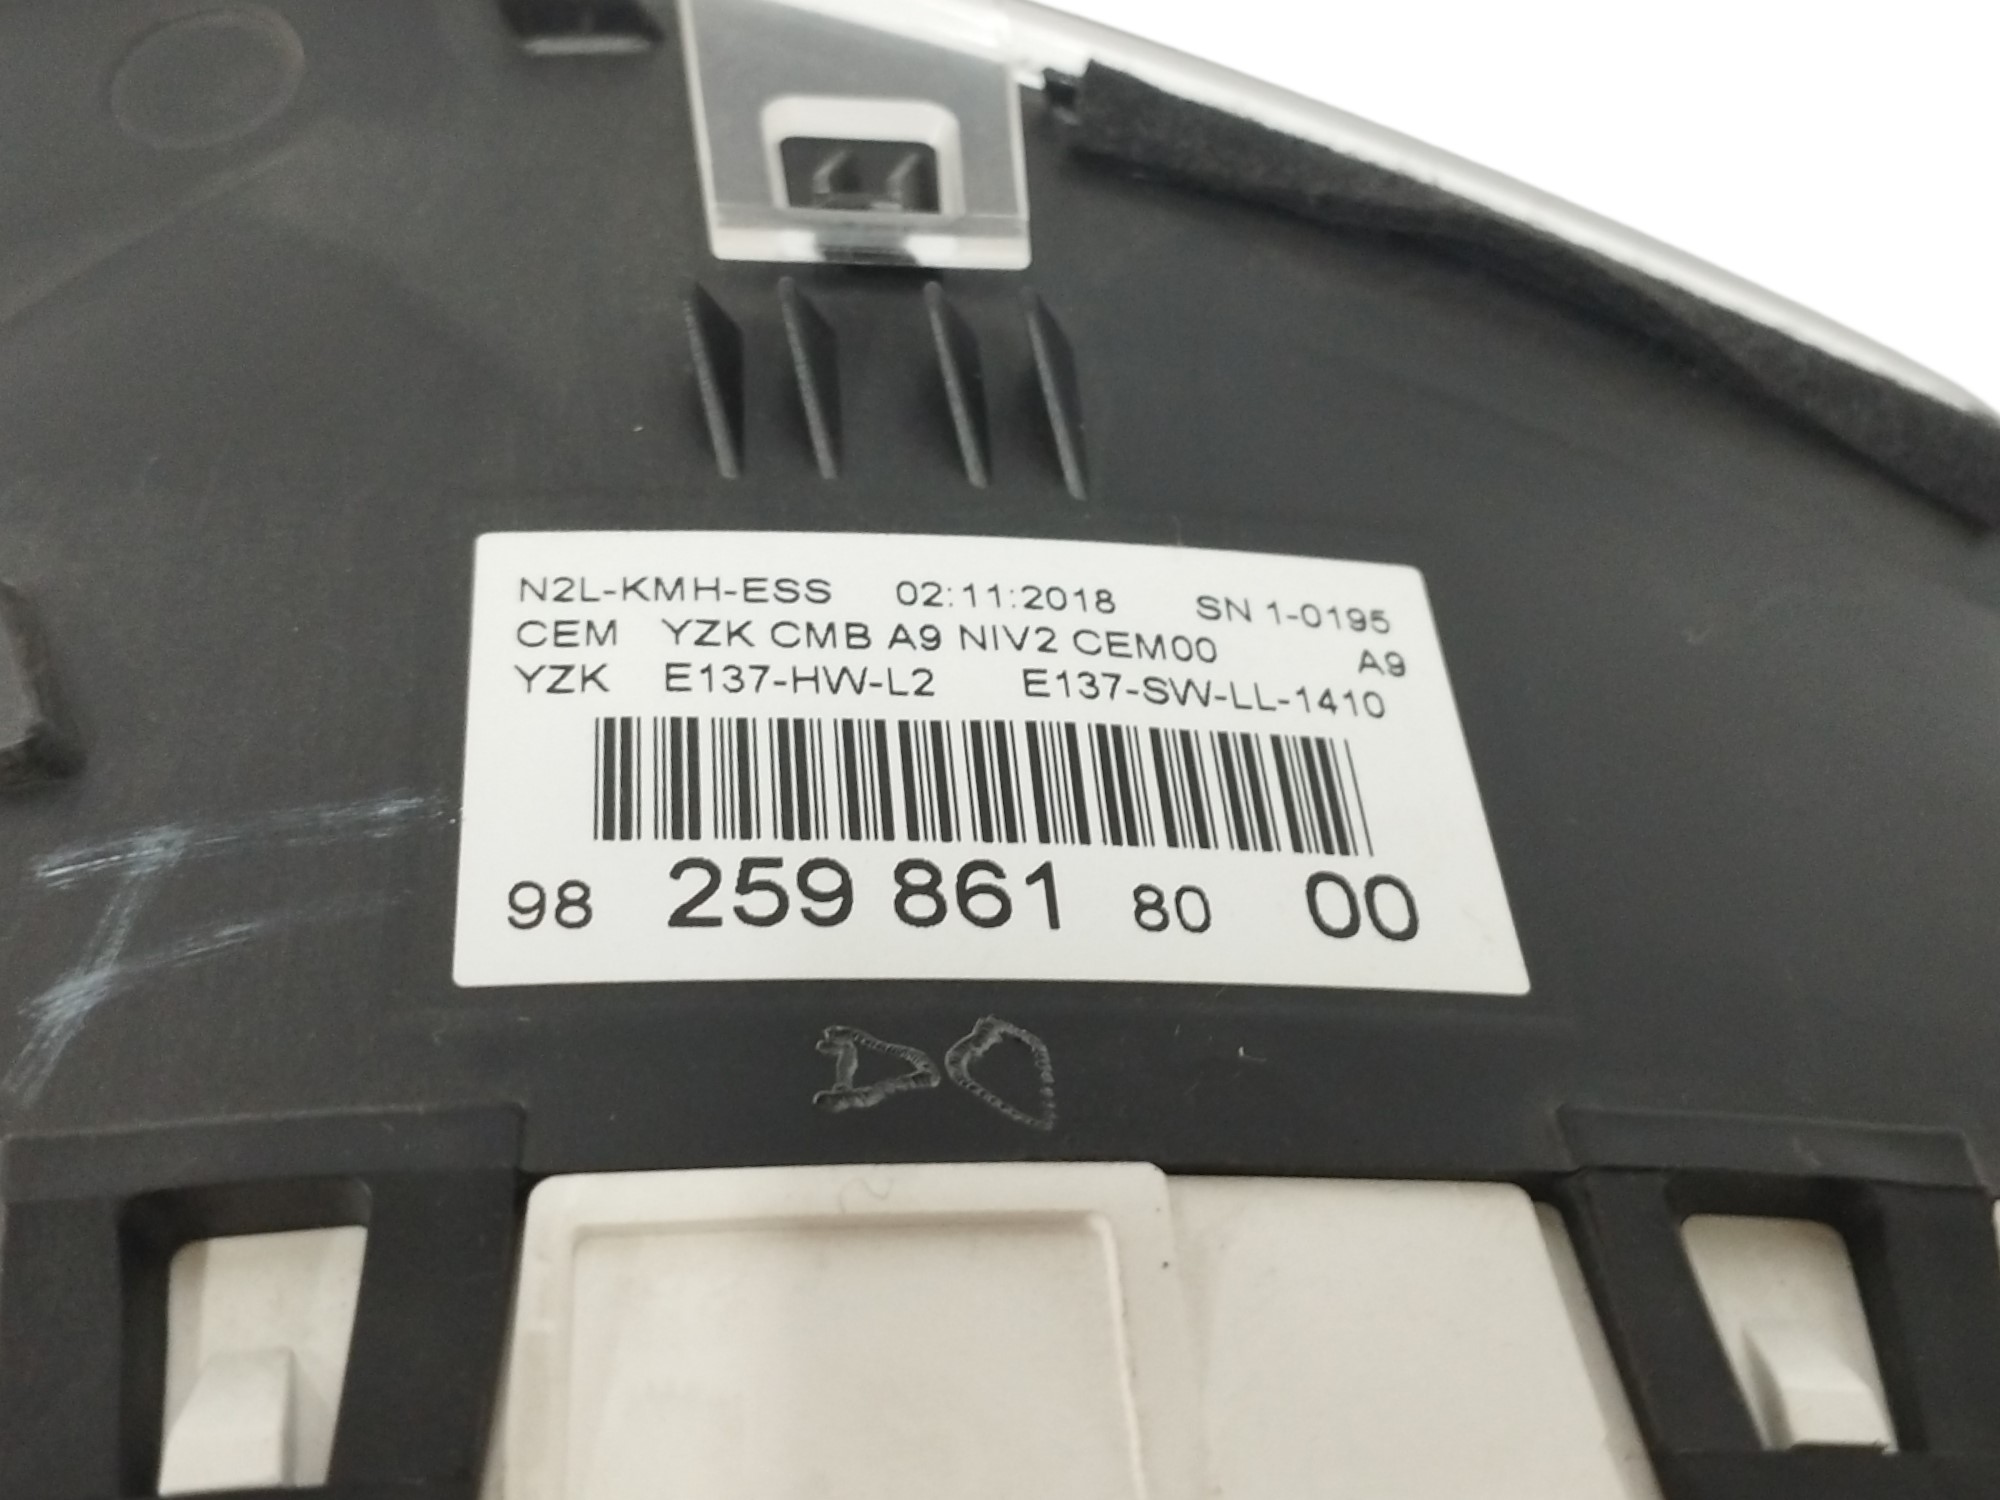 N2L-KMH-ESS 02:11:2018 SN 1-0195
CEM YZK CMB A9 NIV2 CEM00 A9
YZK E137-HW-L2 E137-SW-LL-1410
98 259 861 80 00